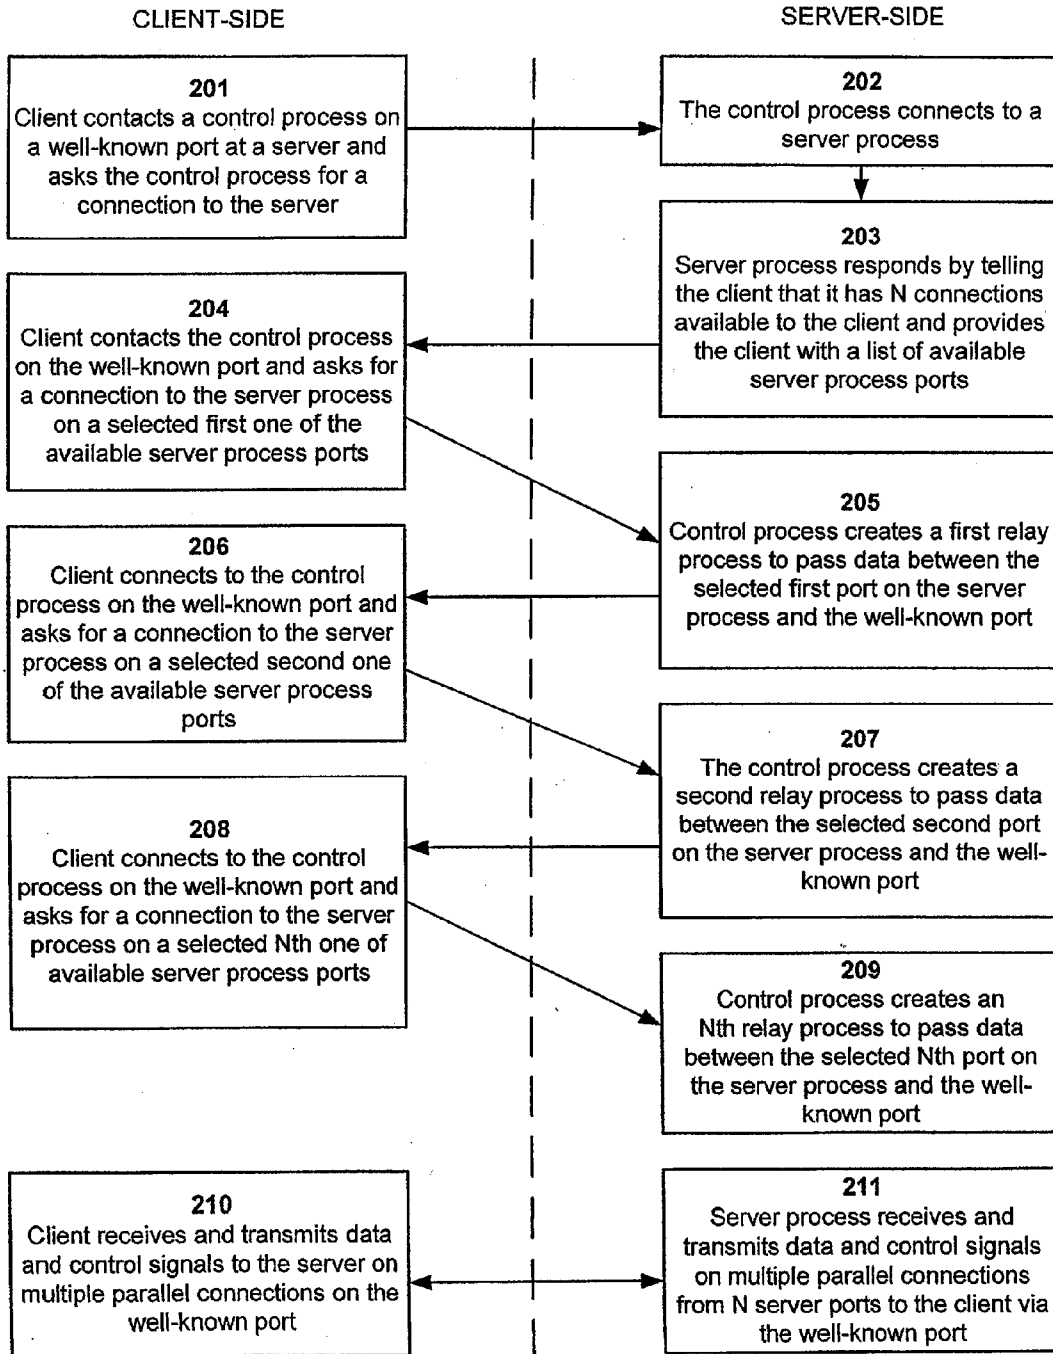 CLIENT-SIDE
SERVER-SIDE
201
Client contacts a control process on
a well-known port at a server and
asks the control process for a
connection to the server
202
The control process connects to a
server process
203
Server process responds by telling
the client that it has N connections
available to the client and provides
the client with a list of available
server process ports
204
Client contacts the control process
on the well-known port and asks for
a connection to the server process
on a selected first one of the
available server process ports
205
Control process creates a first relay
process to pass data between the
selected first port on the server
process and the well-known port
206
Client connects to the control
process on the well-known port and
asks for a connection to the server
process on a selected second one
of the available server process
ports
207
The control process creates a
second relay process to pass data
between the selected second port
on the server process and the well-
known port
208
Client connects to the control
process on the well-known port and
asks for a connection to the server
process on a selected Nth one of
available server process ports
209
Control process creates an
Nth relay process to pass data
between the selected Nth port on
the server process and the well-
known port
210
Client receives and transmits data
and control signals to the server on
multiple parallel connections on the
well-known port
211
Server process receives and
transmits data and control signals
on multiple parallel connections
from N server ports to the client via
the well-known port